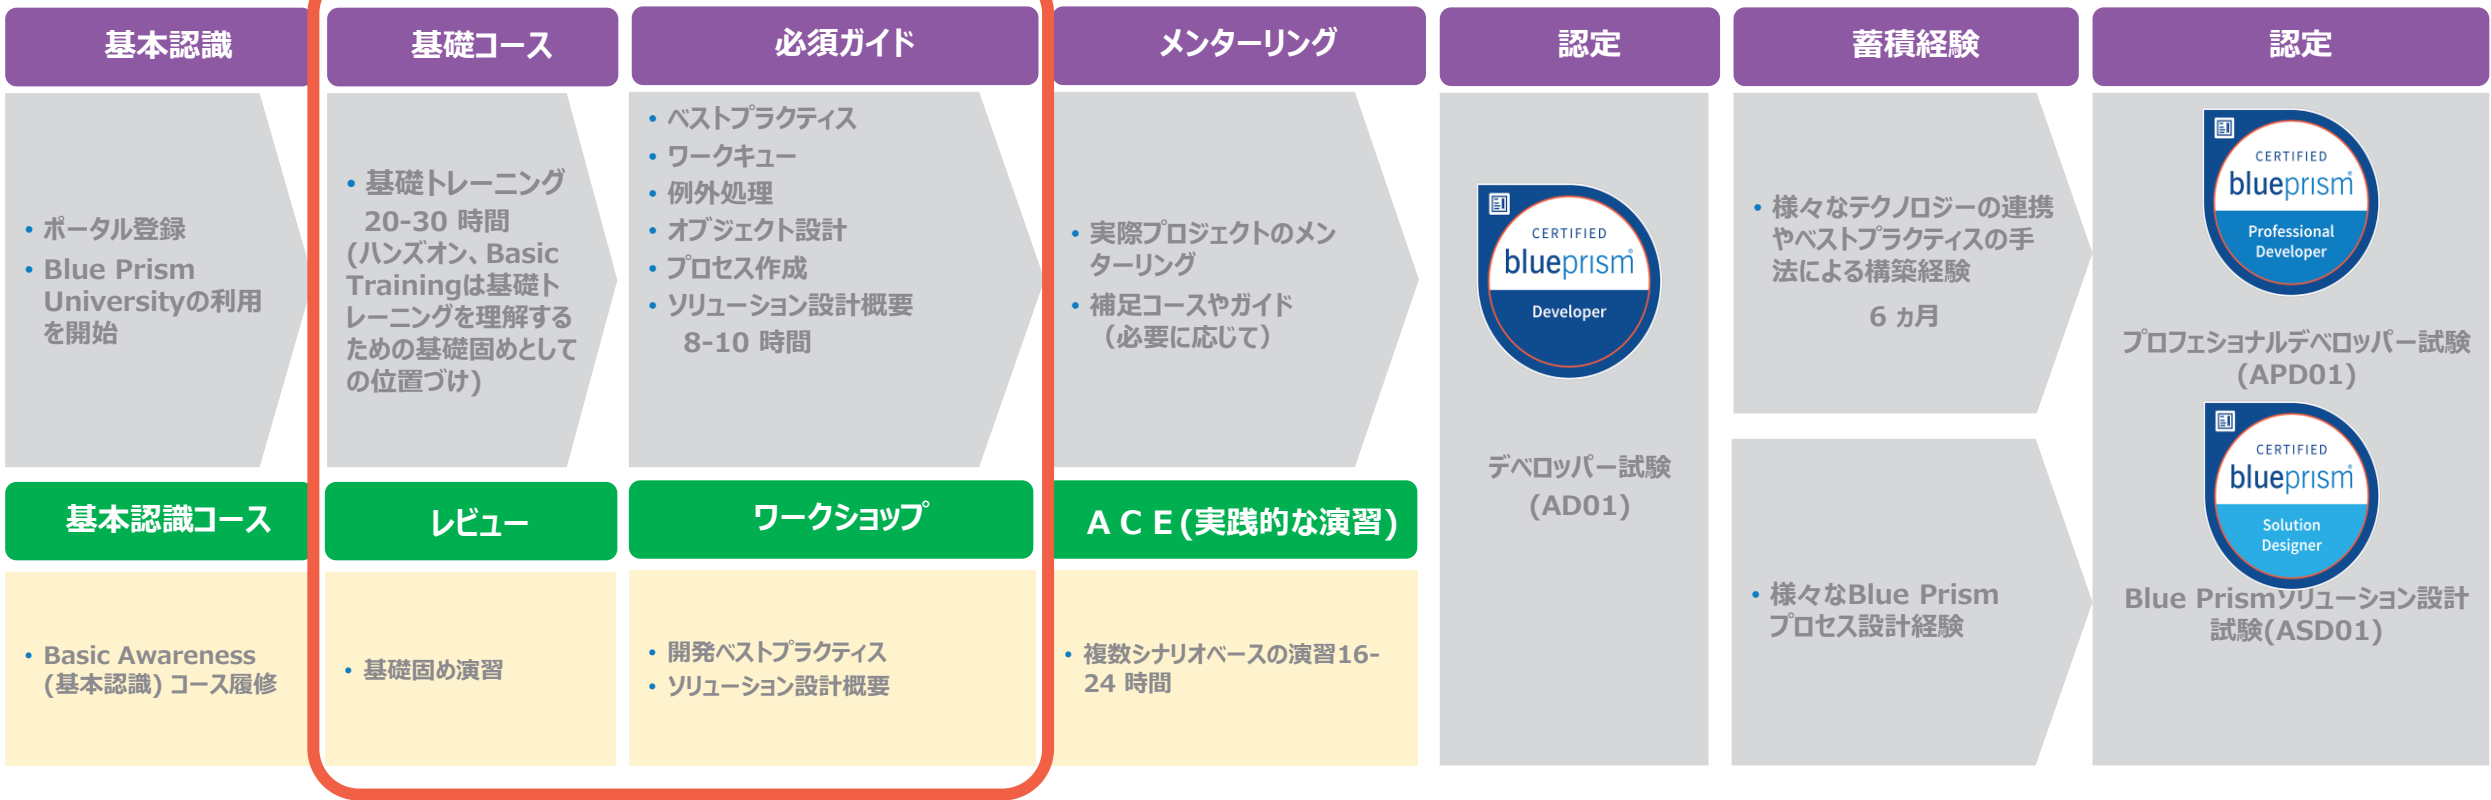 基本認識
基礎コース
必須ガイド
メンターリング
認定
蓄積経験
認定
• ポータル登録
• Blue Prism
Universityの利用
を開始
• 基礎トレーニング
20-30 時間
(ハンズオン、Basic
Trainingは基礎ト
レーニングを理解する
ための基礎固めとして
の位置づけ)
• ベストプラクティス
• ワークキュー
• 例外処理
• オブジェクト設計
• プロセス作成
• ソリューション設計概要
8-10 時間
• 実際プロジェクトのメン
ターリング
• 補足コースやガイド
（必要に応じて）
CERTIFIED
blueprism
Developer
デベロッパー試験
(AD01)
• 様々なテクノロジーの連携
やベストプラクティスの手
法による構築経験
6 ヵ月
• 様々なBlue Prism
プロセス設計経験
CERTIFIED
blueprism
Professional
Developer
プロフェショナルデベロッパー試験
(APD01)
CERTIFIED
blueprism
Solution
Designer
Blue Prismソリューション設計
試験(ASD01)
基本認識コース
レビュー
ワークショップ
ＡＣＥ(実践的な演習)
• Basic Awareness
(基本認識) コース履修
• 基礎固め演習
• 開発ベストプラクティス
• ソリューション設計概要
• 複数シナリオベースの演習16-
24 時間